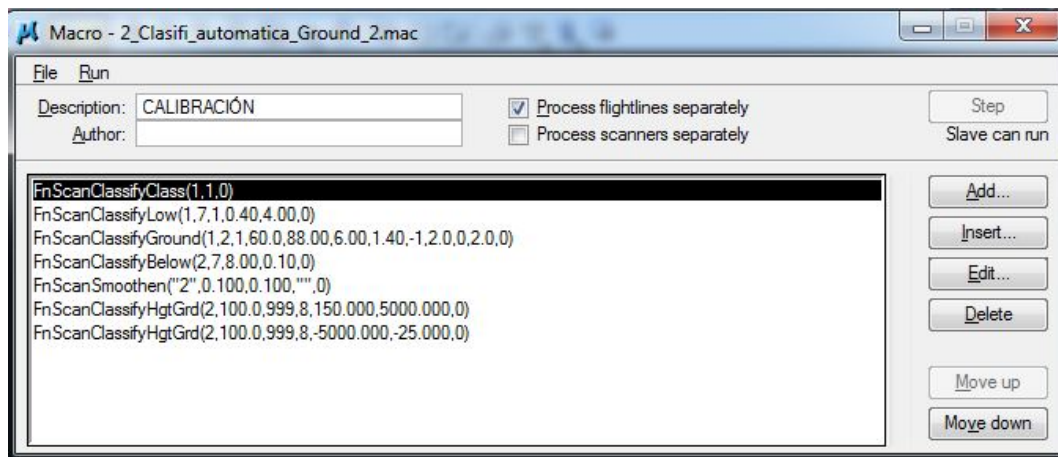 Macro - 2_Clasifi_automatica_Ground_2.mac
File Run
Description: CALIBRACIÓN
Author:
Process flightlines separately
Process scanners separately
Step
Slave can run
FnScanClassifyClass(1,1,0)
FnScanClassifyLow(1,7,1,0.40,4.00,0)
FnScanClassifyGround(1,2,1,60.0,88.00,6.00,1.40,-1,2.0,0,2.0,0)
FnScanClassifyBelow(2,7,8.00,0.10,0)
FnScanSmoothen("2",0.100,0.100,"",0)
FnScanClassifyHgtGrd(2,100.0,999,8,150.000,5000.000,0)
FnScanClassifyHgtGrd(2,100.0,999,8,-5000.000,-25.000,0)
Add...
Insert...
Edit...
Delete
Move up
Move down